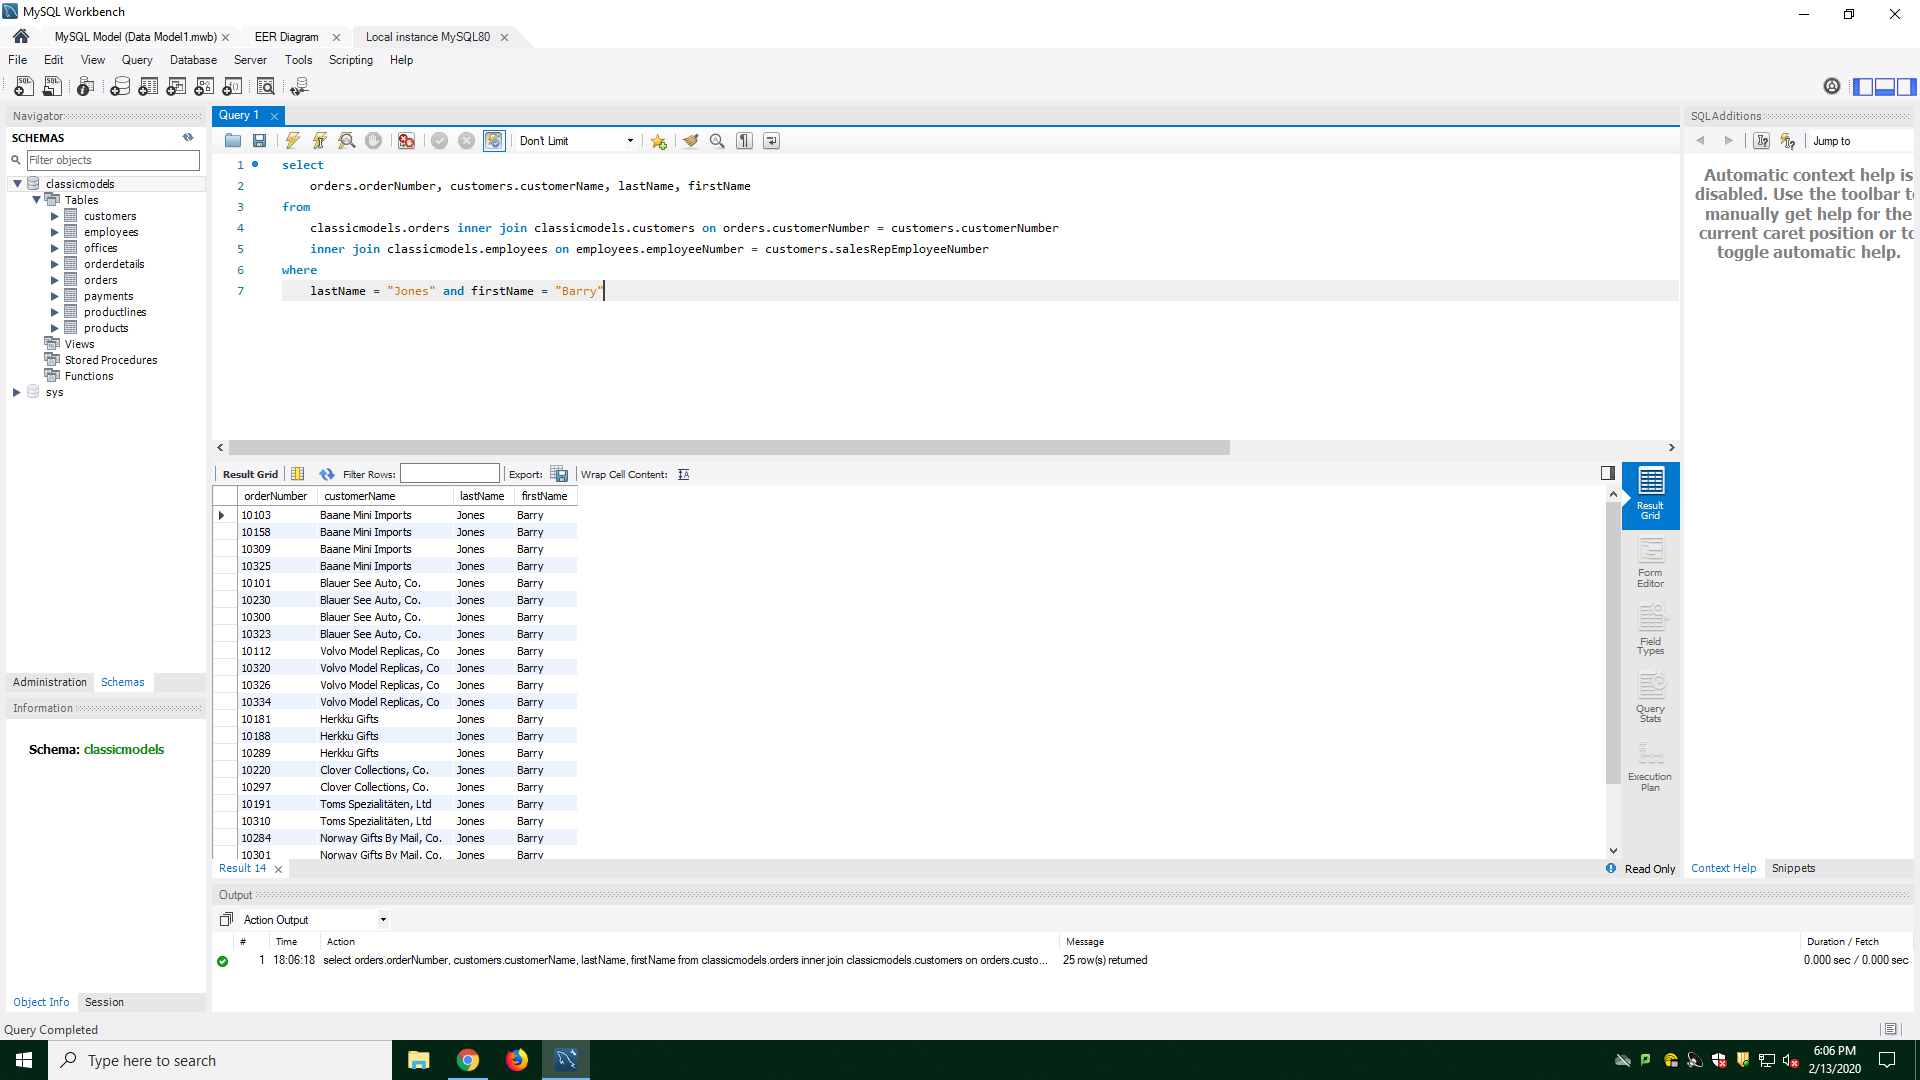 MySQL Workbench
MySQL Model (Data Model1.mwb)
EER Diagram
Local instance MySQL80
File Edit View Query Database Server Tools Scripting Help
Navigator
SCHEMAS
Filter objects
classicmodels
Tables
customers
employees
offices
orderdetails
orders
payments
productlines
products
Views
Stored Procedures
Functions
sys
Administration Schemas
Information
Schema: classicmodels
Object Info Session
Query 1
Don't Limit
1 select
2 orders.orderNumber, customers.customerName, lastName, firstName
3 from
4 classicmodels.orders inner join classicmodels.customers on orders.customerNumber = customers.customerNumber
5 inner join classicmodels.employees on employees.employeeNumber = customers.salesRepEmployeeNumber
6 where
7 lastName = "Jones" and firstName = "Barry"
Result Grid Filter Rows: Export: Wrap Cell Content:
orderNumber customerName lastName firstName
10103 Baane Mini Imports Jones Barry
10158 Baane Mini Imports Jones Barry
10309 Baane Mini Imports Jones Barry
10325 Baane Mini Imports Jones Barry
10101 Blauer See Auto, Co. Jones Barry
10230 Blauer See Auto, Co. Jones Barry
10300 Blauer See Auto, Co. Jones Barry
10323 Blauer See Auto, Co. Jones Barry
10112 Volvo Model Replicas, Co Jones Barry
10320 Volvo Model Replicas, Co Jones Barry
10326 Volvo Model Replicas, Co Jones Barry
10334 Volvo Model Replicas, Co Jones Barry
10181 Herkku Gifts Jones Barry
10188 Herkku Gifts Jones Barry
10289 Herkku Gifts Jones Barry
10220 Clover Collections, Co. Jones Barry
10297 Clover Collections, Co. Jones Barry
10191 Toms Spezialitäten, Ltd Jones Barry
10310 Toms Spezialitäten, Ltd Jones Barry
10284 Norway Gifts By Mail, Co. Jones Barry
10301 Norway Gifts By Mail, Co. Jones Barry
Result
Grid
Form
Editor
Field
Types
Query
Stats
Execution
Plan
Result 14
Read Only
SQLAdditions
Jump to
Automatic context help is
disabled. Use the toolbar t
manually get help for the
current caret position or to
toggle automatic help.
Context Help Snippets
Output
Action Output
# Time Action Message Duration / Fetch
1 18:06:18 select orders.orderNumber, customers.customerName, lastName, firstName from classicmodels.orders inner join classicmodels.customers on orders.custo... 25 row(s) returned 0.000 sec / 0.000 sec
Query Completed
Type here to search
6:06 PM
2/13/2020